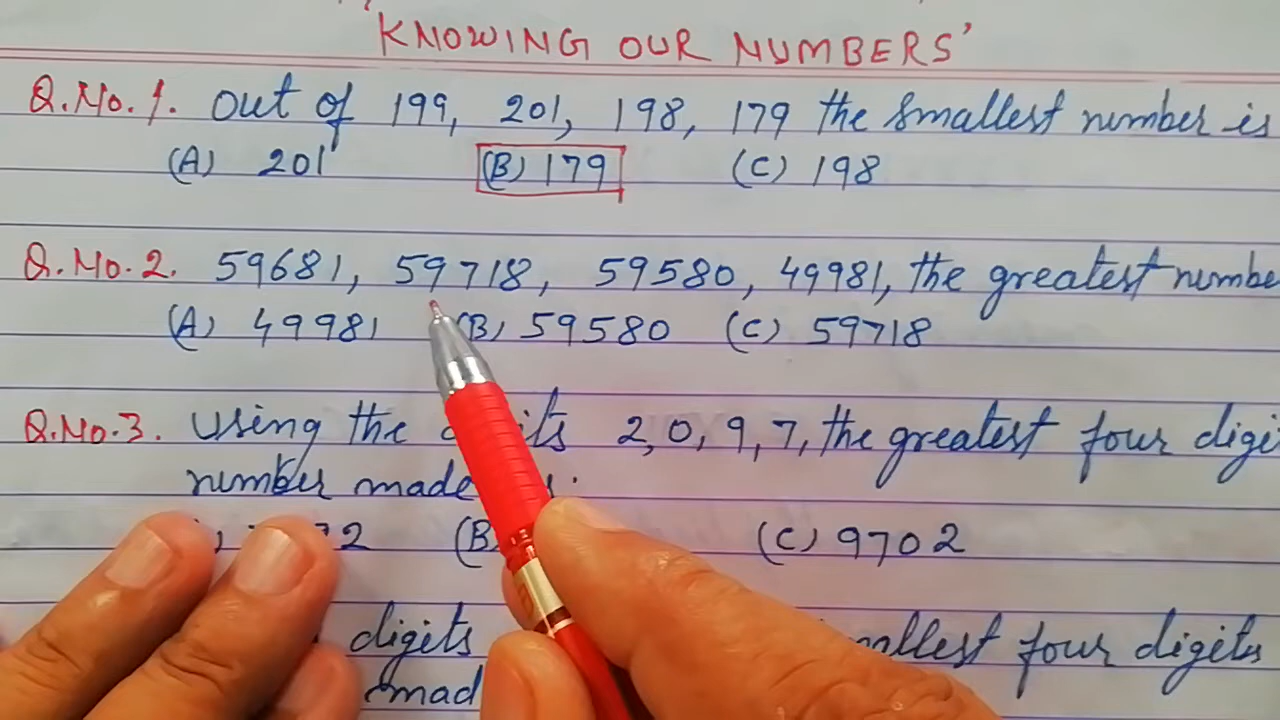 'KNOWING OUR NUMBERS'
Q.No.1. Out of 199, 201, 198, 179 the smallest number is
(A) 201 (B) 179 (C) 198
Q.No.2. 59681, 59718, 59580, 49981, the greatest numbe
(A) 49981 (B) 59580 (C) 59718
Q.No.3. Using the 2, 0, 9, 7, the greatest four digi
number made
(B) (C) 9702
digits four digits